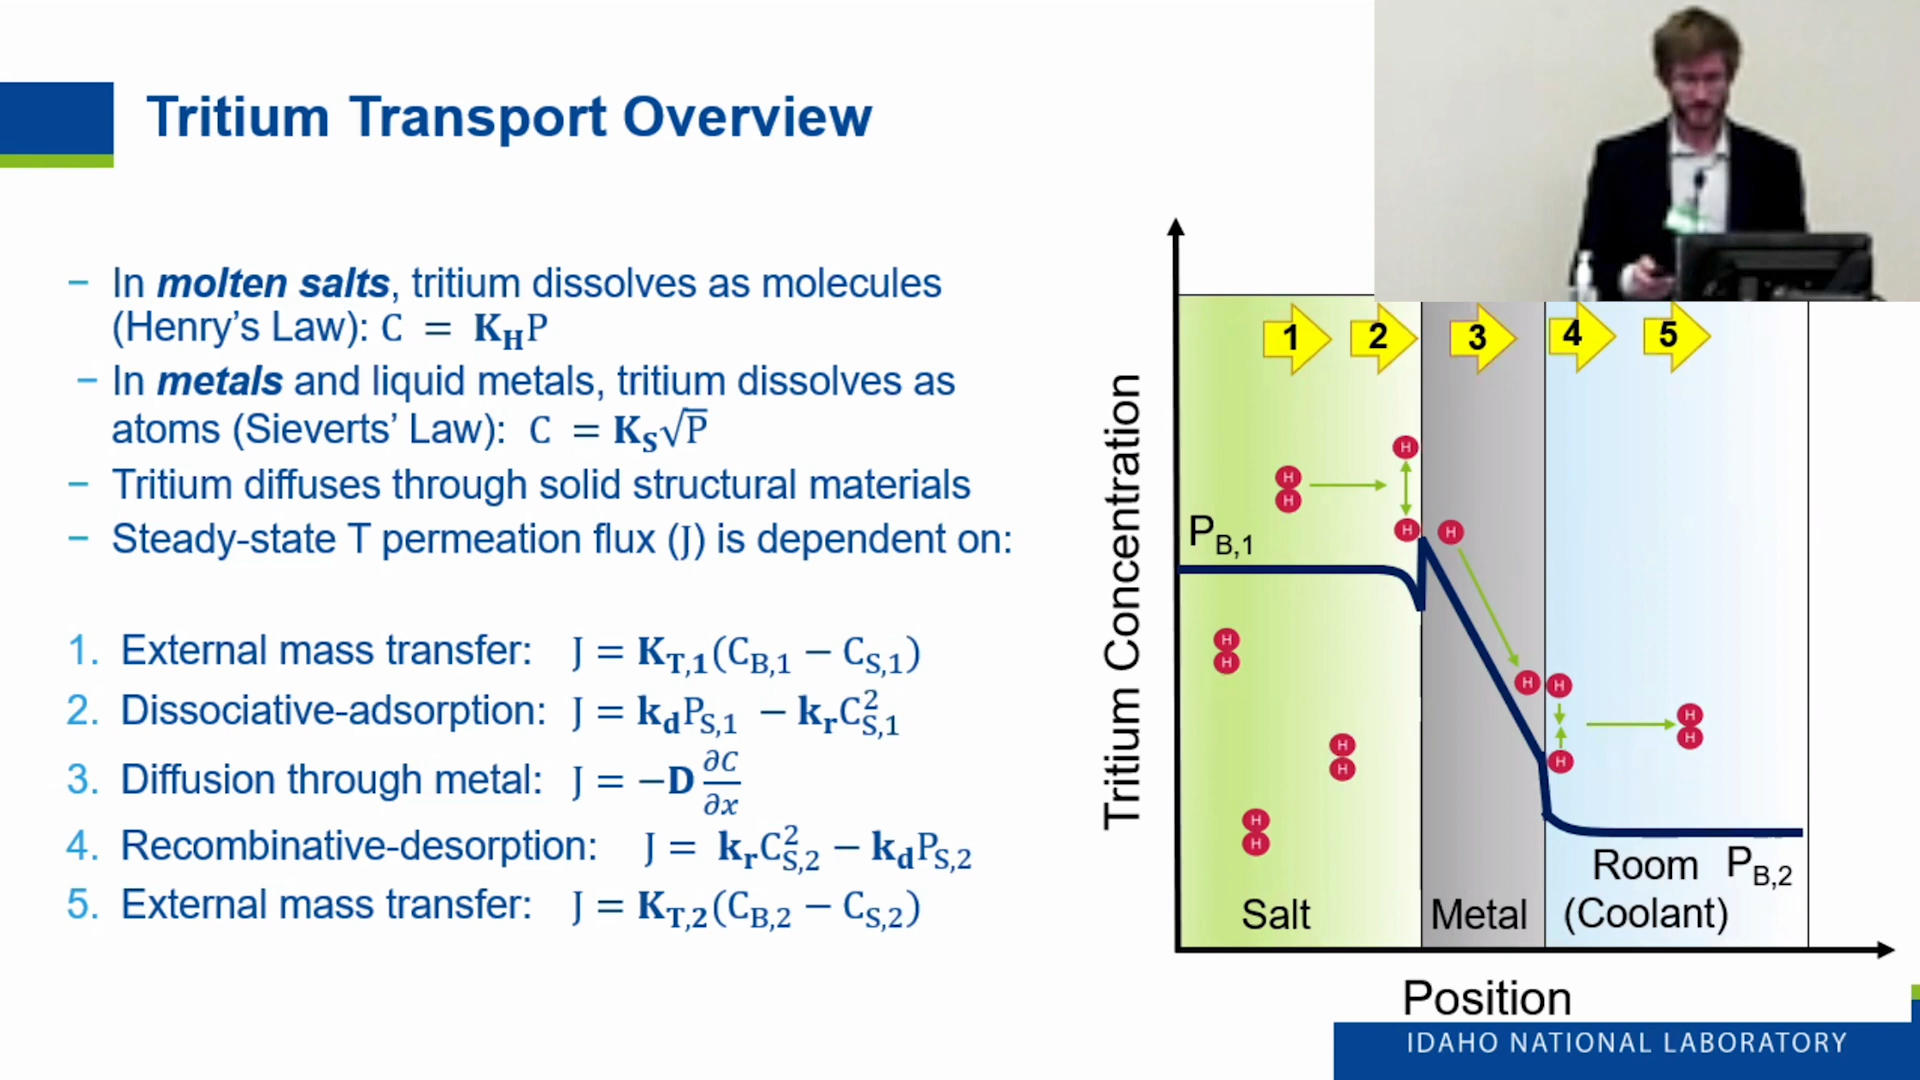 Tritium Transport Overview
– In molten salts, tritium dissolves as molecules
(Henry's Law): C = K_H P
– In metals and liquid metals, tritium dissolves as
atoms (Sieverts' Law): C = K_S √P
– Tritium diffuses through solid structural materials
– Steady-state T permeation flux (J) is dependent on:
1. External mass transfer: J = K_T,1 (C_B,1 − C_S,1)
2. Dissociative-adsorption: J = k_d P_S,1 − k_r C²_S,1
3. Diffusion through metal: J = −D ∂C/∂x
4. Recombinative-desorption: J = k_r C²_S,2 − k_d P_S,2
5. External mass transfer: J = K_T,2 (C_B,2 − C_S,2)
Tritium Concentration
1 2 3 4 5
H
H H
H
H H
P_B,1
H
H
H H
H
H
H
H
H
H
H
H
Room P_B,2
(Coolant)
Salt
Metal
Position
IDAHO NATIONAL LABORATORY